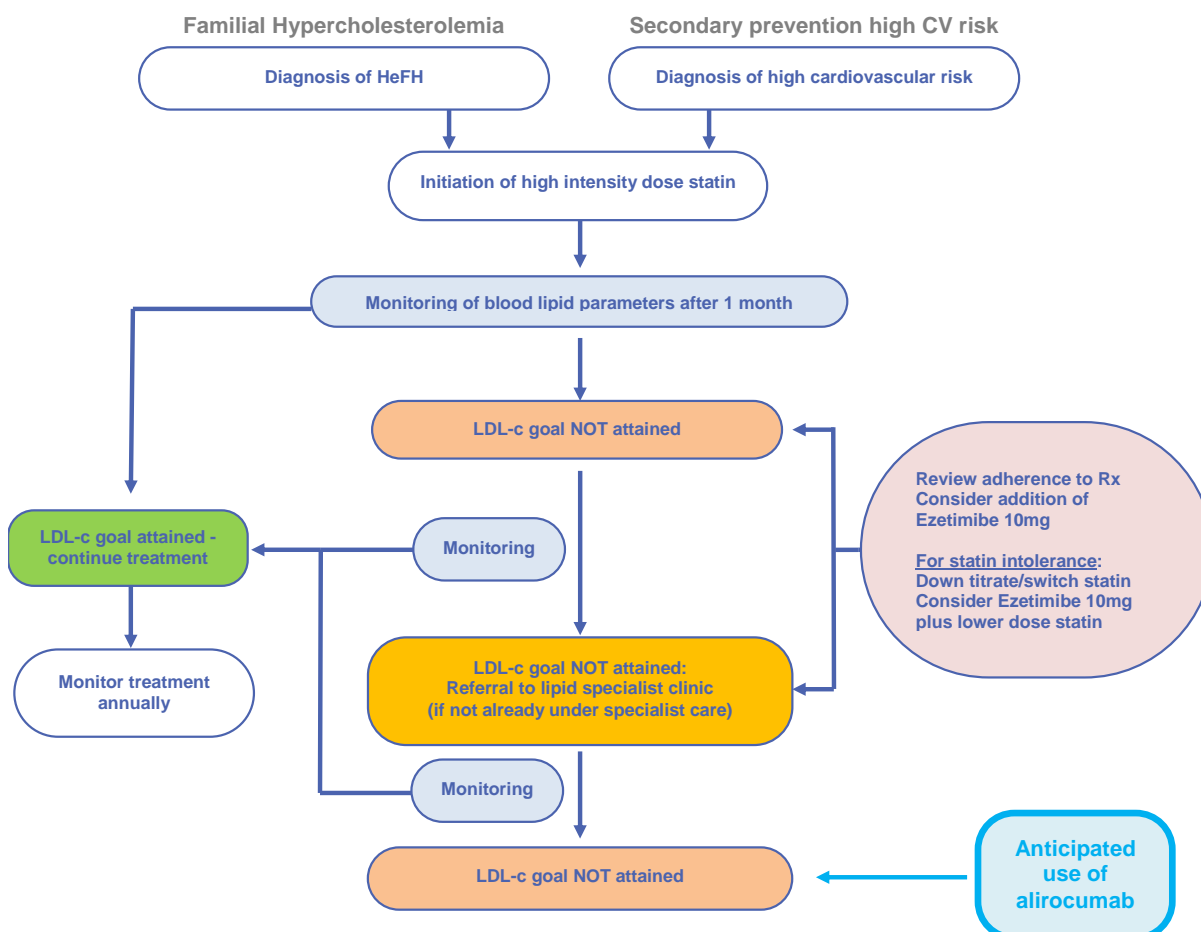 Familial Hypercholesterolemia
Secondary prevention high CV risk
Diagnosis of HeFH
Diagnosis of high cardiovascular risk
Initiation of high intensity dose statin
Monitoring of blood lipid parameters after 1 month
LDL-c goal NOT attained
Review adherence to Rx
Consider addition of
Ezetimibe 10mg
For statin intolerance:
Down titrate/switch statin
Consider Ezetimibe 10mg
plus lower dose statin
LDL-c goal attained -
continue treatment
Monitoring
Monitor treatment
annually
LDL-c goal NOT attained:
Referral to lipid specialist clinic
(if not already under specialist care)
Monitoring
LDL-c goal NOT attained
Anticipated
use of
alirocumab